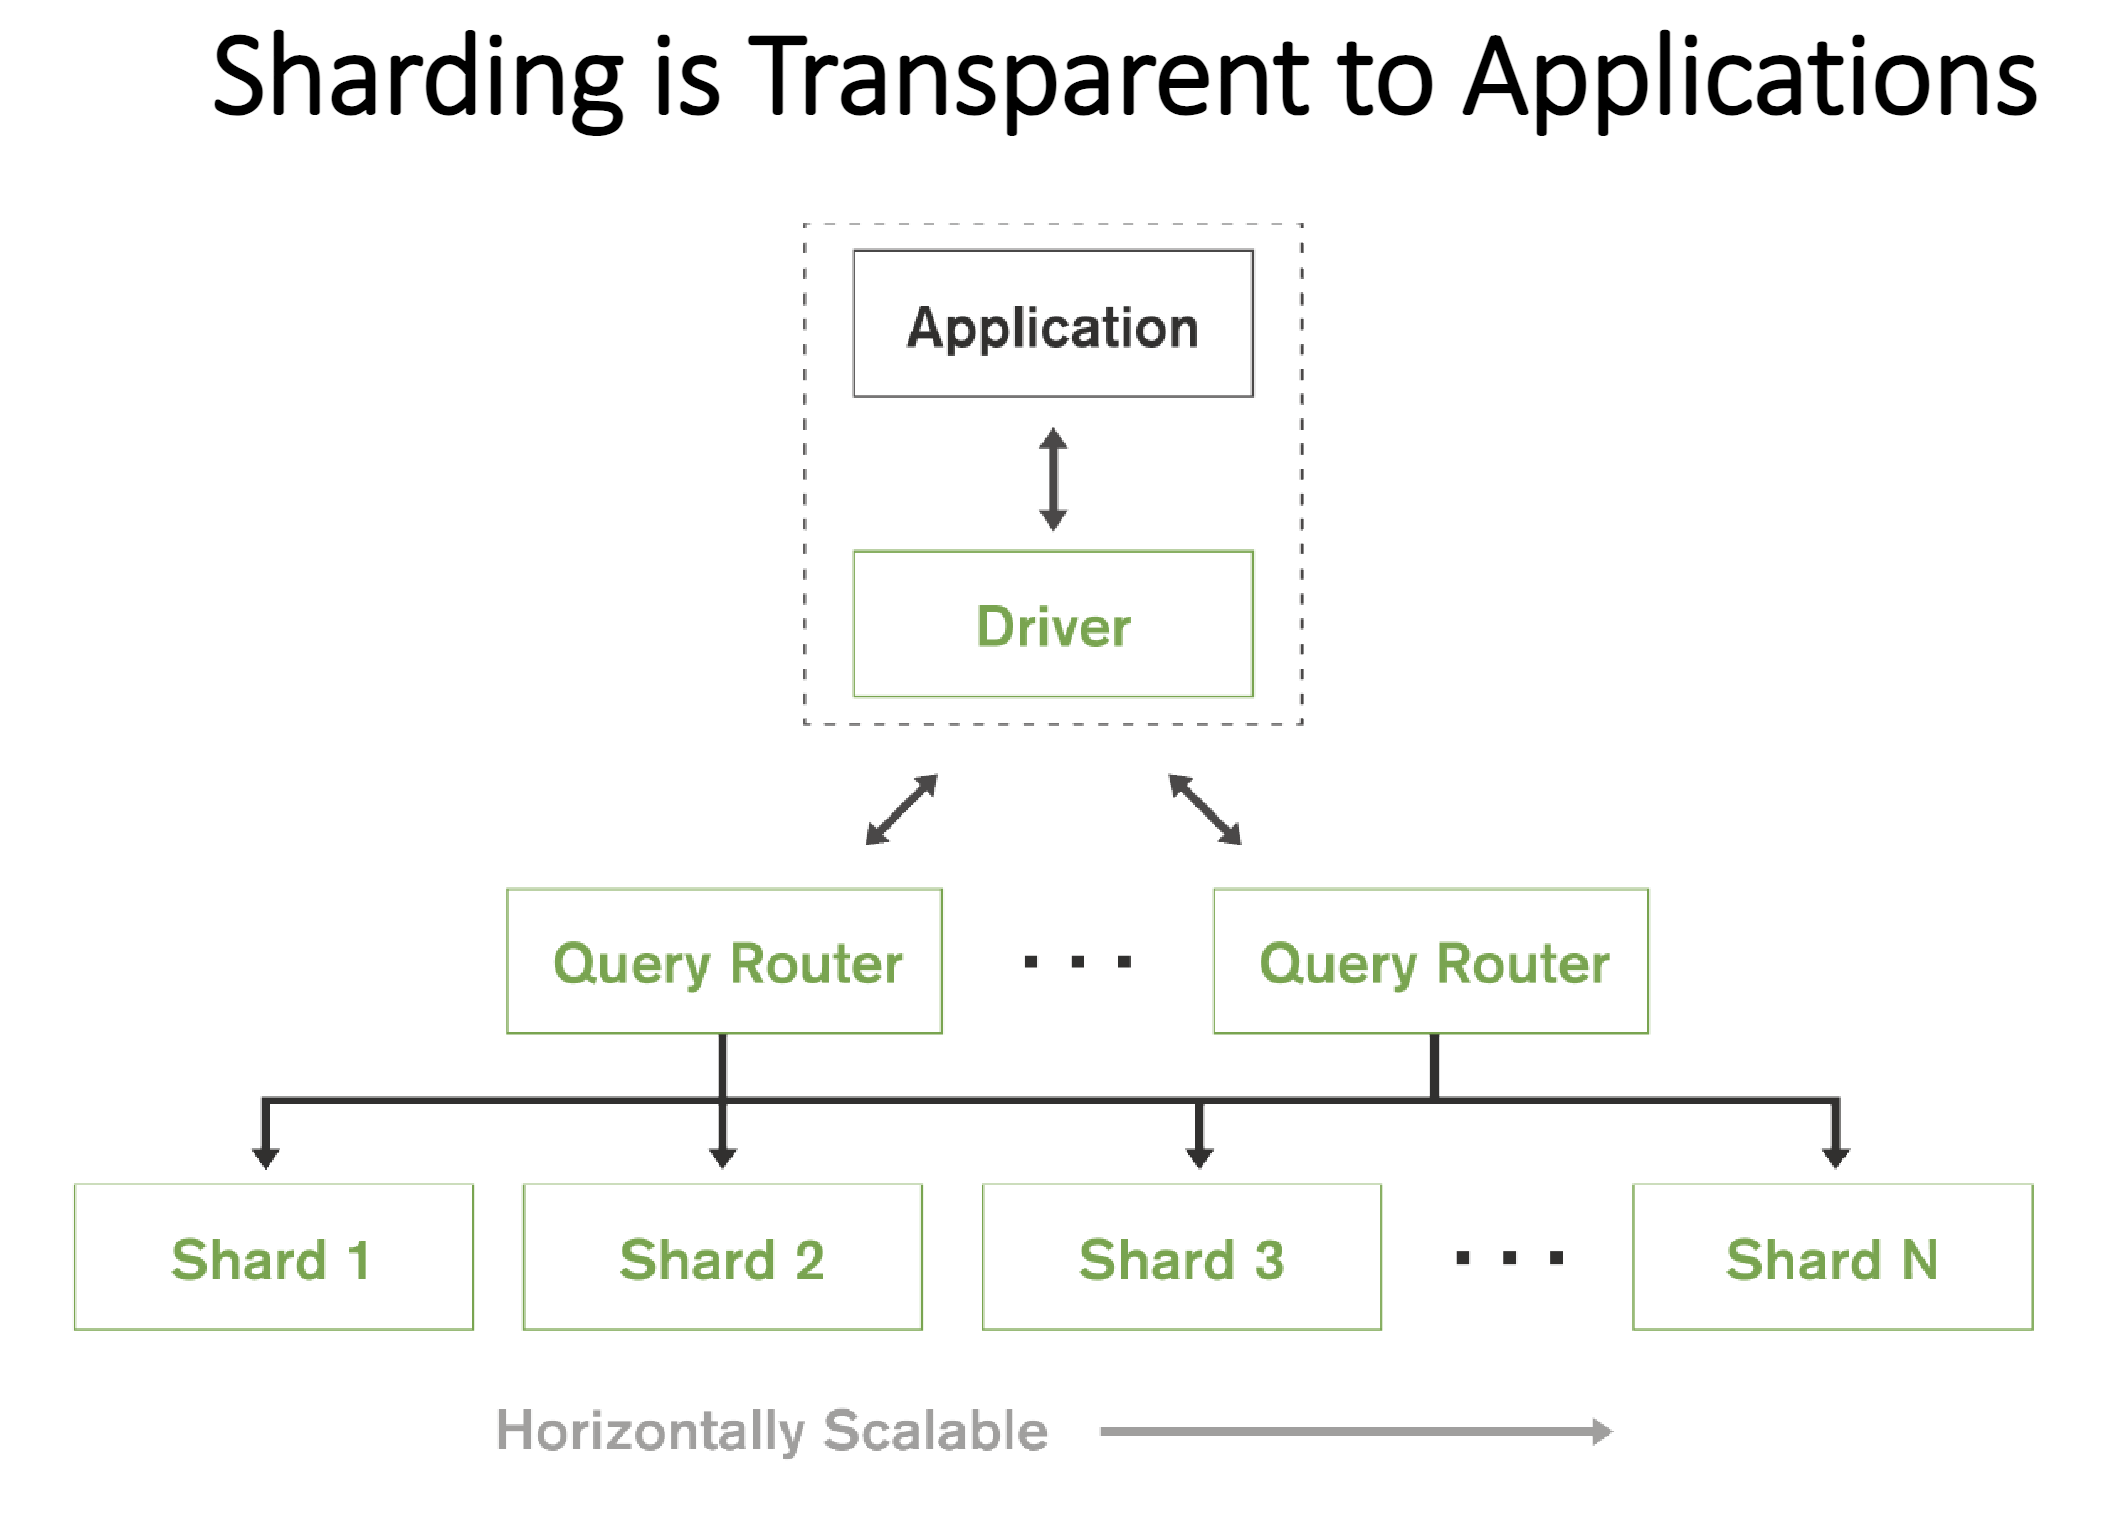 Sharding is Transparent to Applications
Application
Driver
Query Router
Query Router
Shard 1
Shard 2
Shard 3
Shard N
Horizontally Scalable